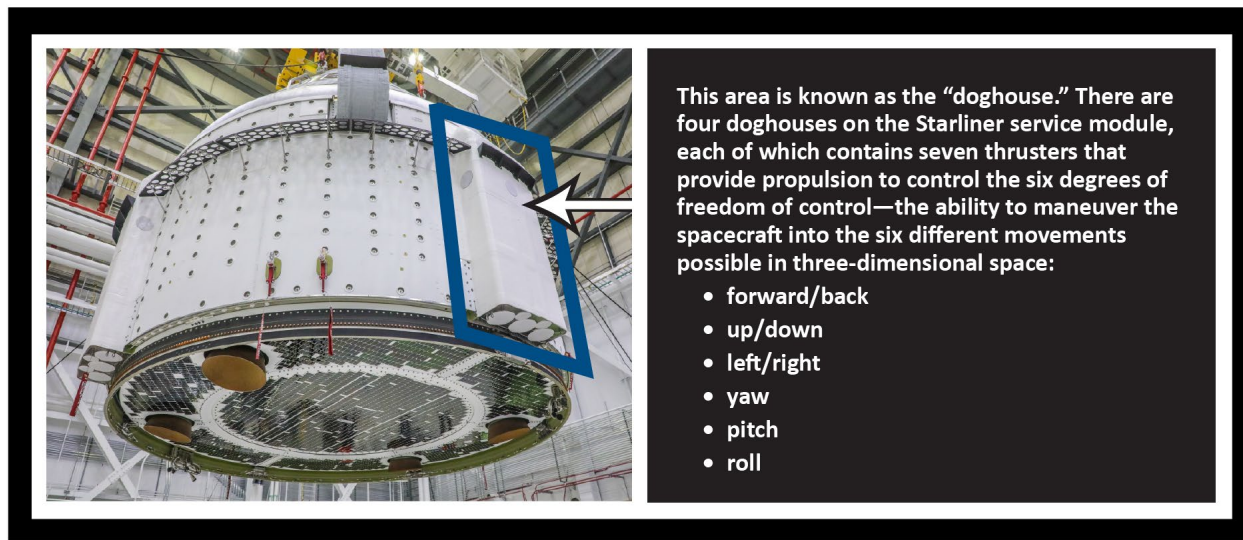 This area is known as the “doghouse.” There are
four doghouses on the Starliner service module,
each of which contains seven thrusters that
provide propulsion to control the six degrees of
freedom of control—the ability to maneuver the
spacecraft into the six different movements
possible in three-dimensional space:
• forward/back
• up/down
• left/right
• yaw
• pitch
• roll